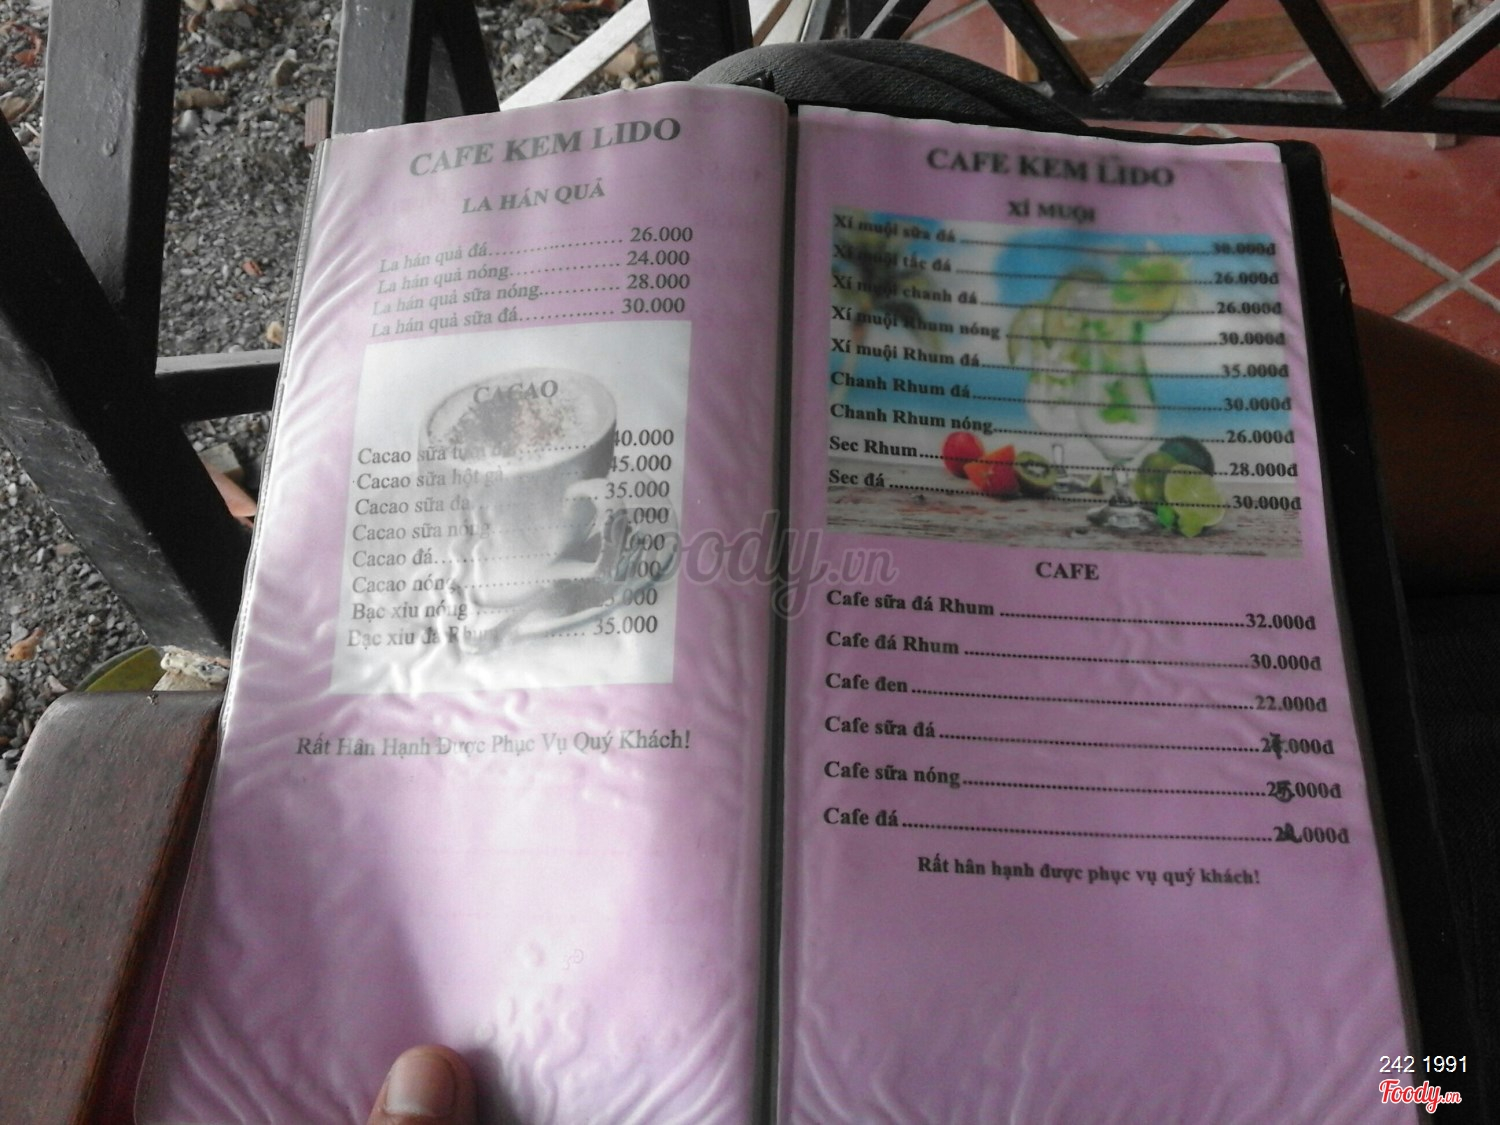 CAFE KEM LIDO
LA HÁN QUẢ
La hán quả đá..................... 26.000
La hán quả nóng.................. 24.000
La hán quả sữa nóng............. 28.000
La hán quả sữa đá............... 30.000
CACAO
Cacao sữa tươi 40.000
Cacao sữa hột gà 45.000
Cacao sữa đá 35.000
Cacao sữa nóng .000
Cacao đá
Cacao nóng
Bạc xỉu nóng
Bạc xỉu đá Rhum 35.000
Rất Hân Hạnh Được Phục Vụ Quý Khách!
CAFE KEM LIDO
XÍ MUỘI
Xí muội sữa đá ........ 30.000đ
Xí muội tắc đá ........ 26.000đ
Xí muội chanh đá ........ 26.000đ
Xí muội Rhum nóng ........ 30.000đ
Xí muội Rhum đá ........ 35.000đ
Chanh Rhum đá ........ 30.000đ
Chanh Rhum nóng ........ 26.000đ
Sec Rhum ........ 28.000đ
Sec đá ........ 30.000đ
CAFE
Cafe sữa đá Rhum ........ 32.000đ
Cafe đá Rhum ........ 30.000đ
Cafe đen ........ 22.000đ
Cafe sữa đá
Cafe sữa nóng ........ 25.000đ
Cafe đá
Rất hân hạnh được phục vụ quý khách!
foody.vn
242 1991
Foody.vn